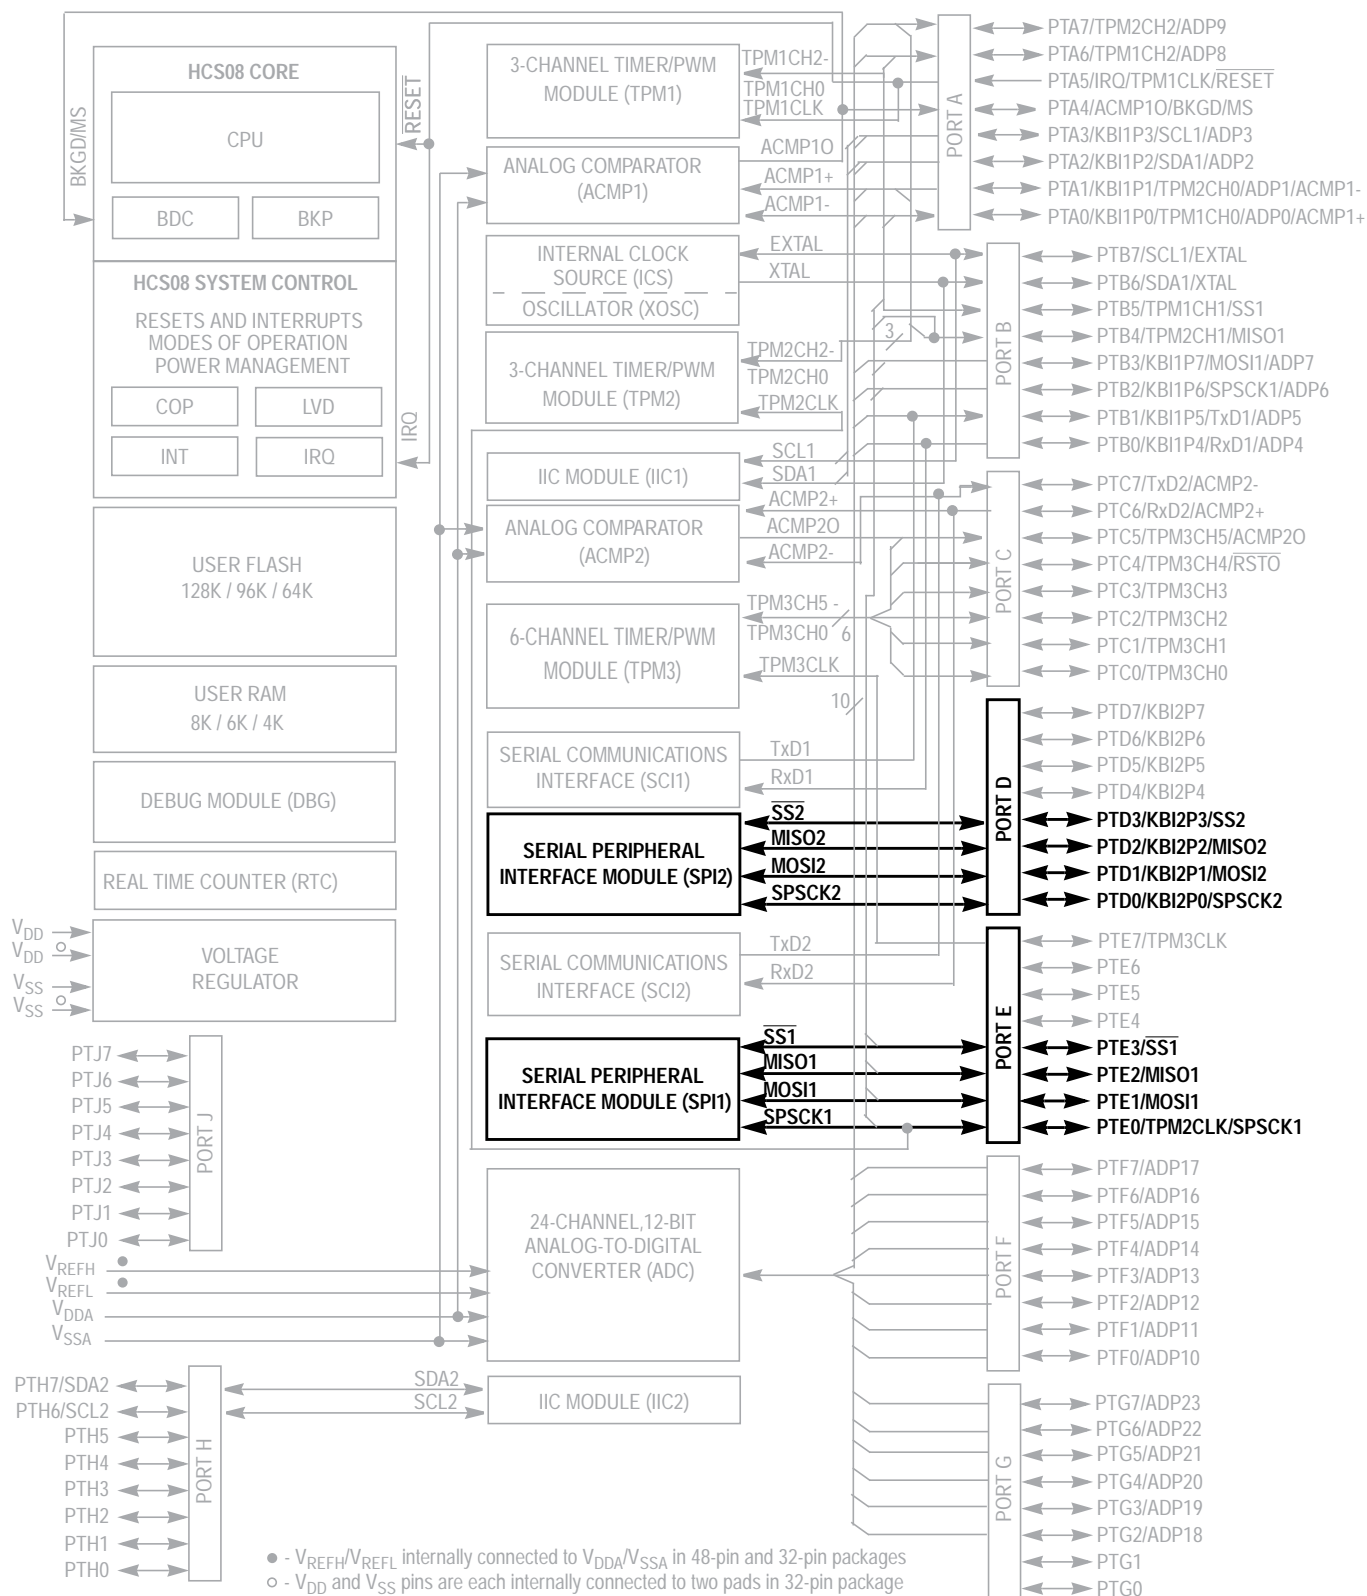 BKGD/MS
HCS08 CORE
CPU
BDC
BKP
RESET
HCS08 SYSTEM CONTROL
RESETS AND INTERRUPTS
MODES OF OPERATION
POWER MANAGEMENT
COP
LVD
INT
IRQ
IRQ
USER FLASH
128K / 96K / 64K
USER RAM
8K / 6K / 4K
DEBUG MODULE (DBG)
REAL TIME COUNTER (RTC)
VDD
VDD
VSS
VSS
VOLTAGE
REGULATOR
PTJ7
PTJ6
PTJ5
PTJ4
PTJ3
PTJ2
PTJ1
PTJ0
PORT J
VREFH
VREFL
VDDA
VSSA
PTH7/SDA2
PTH6/SCL2
PTH5
PTH4
PTH3
PTH2
PTH1
PTH0
PORT H
SDA2
SCL2
3-CHANNEL TIMER/PWM
MODULE (TPM1)
TPM1CH2-
TPM1CH0
TPM1CLK
ANALOG COMPARATOR
(ACMP1)
ACMP1O
ACMP1+
ACMP1-
INTERNAL CLOCK
SOURCE (ICS)
OSCILLATOR (XOSC)
EXTAL
XTAL
3-CHANNEL TIMER/PWM
MODULE (TPM2)
TPM2CH2-
TPM2CH0
TPM2CLK
3
IIC MODULE (IIC1)
SCL1
SDA1
ANALOG COMPARATOR
(ACMP2)
ACMP2+
ACMP2O
ACMP2-
6-CHANNEL TIMER/PWM
MODULE (TPM3)
TPM3CH5 -
TPM3CH0
6
TPM3CLK
10
SERIAL COMMUNICATIONS
INTERFACE (SCI1)
TxD1
RxD1
SERIAL PERIPHERAL
INTERFACE MODULE (SPI2)
SS2
MISO2
MOSI2
SPSCK2
SERIAL COMMUNICATIONS
INTERFACE (SCI2)
TxD2
RxD2
SERIAL PERIPHERAL
INTERFACE MODULE (SPI1)
SS1
MISO1
MOSI1
SPSCK1
24-CHANNEL,12-BIT
ANALOG-TO-DIGITAL
CONVERTER (ADC)
IIC MODULE (IIC2)
PORT A
PTA7/TPM2CH2/ADP9
PTA6/TPM1CH2/ADP8
PTA5/IRQ/TPM1CLK/RESET
PTA4/ACMP1O/BKGD/MS
PTA3/KBI1P3/SCL1/ADP3
PTA2/KBI1P2/SDA1/ADP2
PTA1/KBI1P1/TPM2CH0/ADP1/ACMP1-
PTA0/KBI1P0/TPM1CH0/ADP0/ACMP1+
PORT B
PTB7/SCL1/EXTAL
PTB6/SDA1/XTAL
PTB5/TPM1CH1/SS1
PTB4/TPM2CH1/MISO1
PTB3/KBI1P7/MOSI1/ADP7
PTB2/KBI1P6/SPSCK1/ADP6
PTB1/KBI1P5/TxD1/ADP5
PTB0/KBI1P4/RxD1/ADP4
PORT C
PTC7/TxD2/ACMP2-
PTC6/RxD2/ACMP2+
PTC5/TPM3CH5/ACMP2O
PTC4/TPM3CH4/RSTO
PTC3/TPM3CH3
PTC2/TPM3CH2
PTC1/TPM3CH1
PTC0/TPM3CH0
PORT D
PTD7/KBI2P7
PTD6/KBI2P6
PTD5/KBI2P5
PTD4/KBI2P4
PTD3/KBI2P3/SS2
PTD2/KBI2P2/MISO2
PTD1/KBI2P1/MOSI2
PTD0/KBI2P0/SPSCK2
PORT E
PTE7/TPM3CLK
PTE6
PTE5
PTE4
PTE3/SS1
PTE2/MISO1
PTE1/MOSI1
PTE0/TPM2CLK/SPSCK1
PORT F
PTF7/ADP17
PTF6/ADP16
PTF5/ADP15
PTF4/ADP14
PTF3/ADP13
PTF2/ADP12
PTF1/ADP11
PTF0/ADP10
PORT G
PTG7/ADP23
PTG6/ADP22
PTG5/ADP21
PTG4/ADP20
PTG3/ADP19
PTG2/ADP18
PTG1
PTG0
● - VREFH/VREFL internally connected to VDDA/VSSA in 48-pin and 32-pin packages
○ - VDD and VSS pins are each internally connected to two pads in 32-pin package